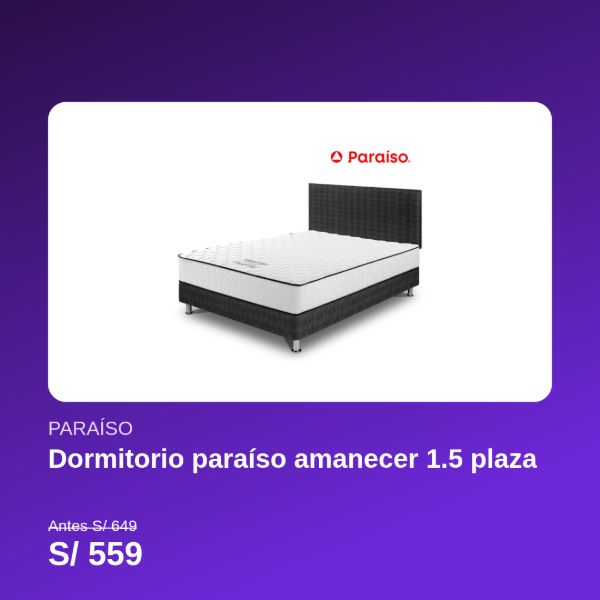 Paraíso
PARAÍSO
Dormitorio paraíso amanecer 1.5 plaza
Antes S/ 649
S/ 559